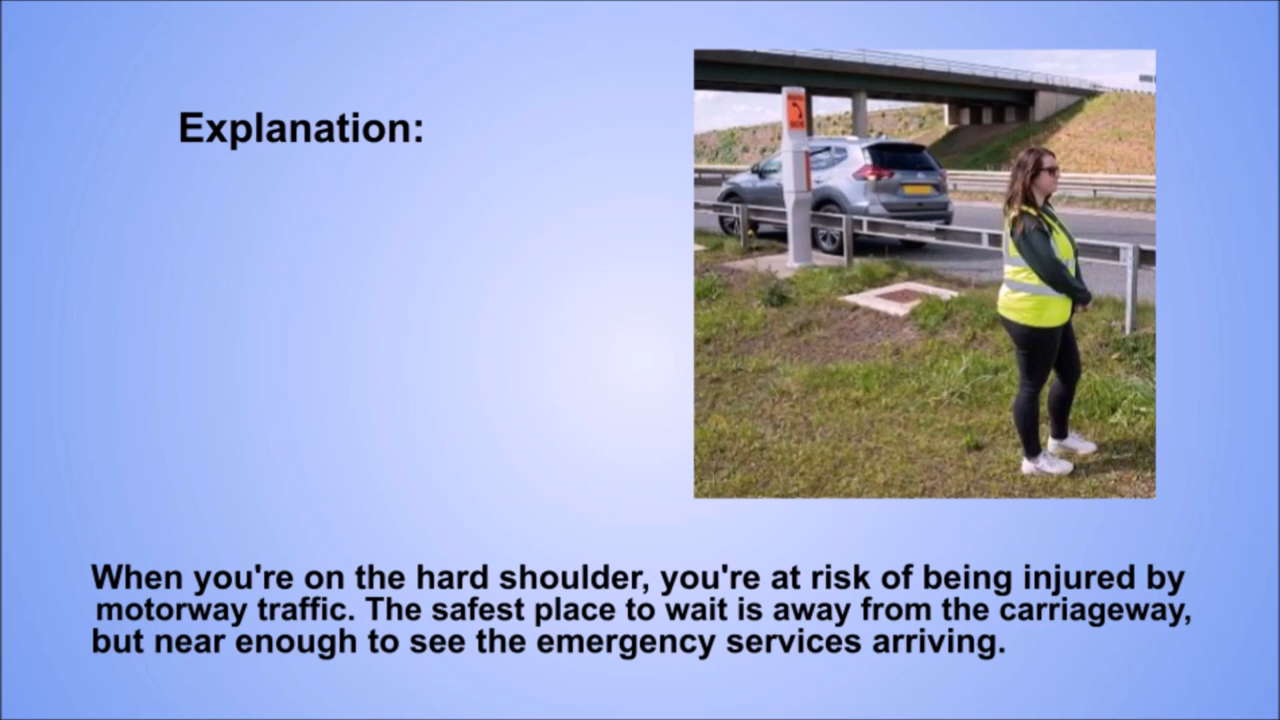 Explanation:
SOS
When you're on the hard shoulder, you're at risk of being injured by
motorway traffic. The safest place to wait is away from the carriageway,
but near enough to see the emergency services arriving.